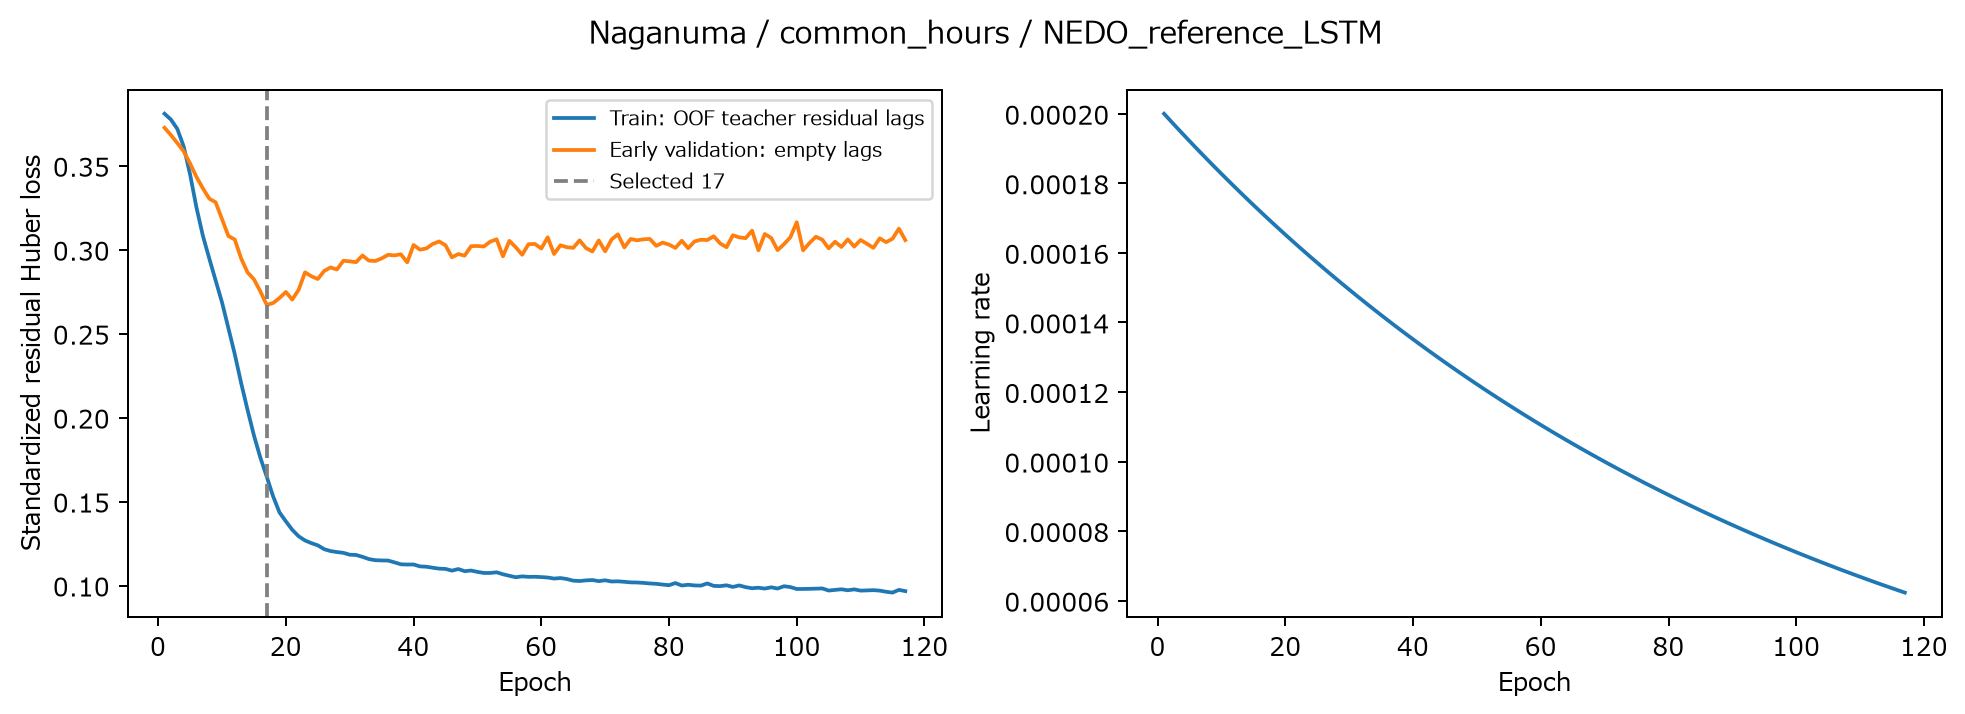 Naganuma / common_hours / NEDO_reference_LSTM
Standardized residual Huber loss
0.35
0.30
0.25
0.20
0.15
0.10
Train: OOF teacher residual lags
Early validation: empty lags
Selected 17
0 20 40 60 80 100 120
Epoch
Learning rate
0.00020
0.00018
0.00016
0.00014
0.00012
0.00010
0.00008
0.00006
0 20 40 60 80 100 120
Epoch